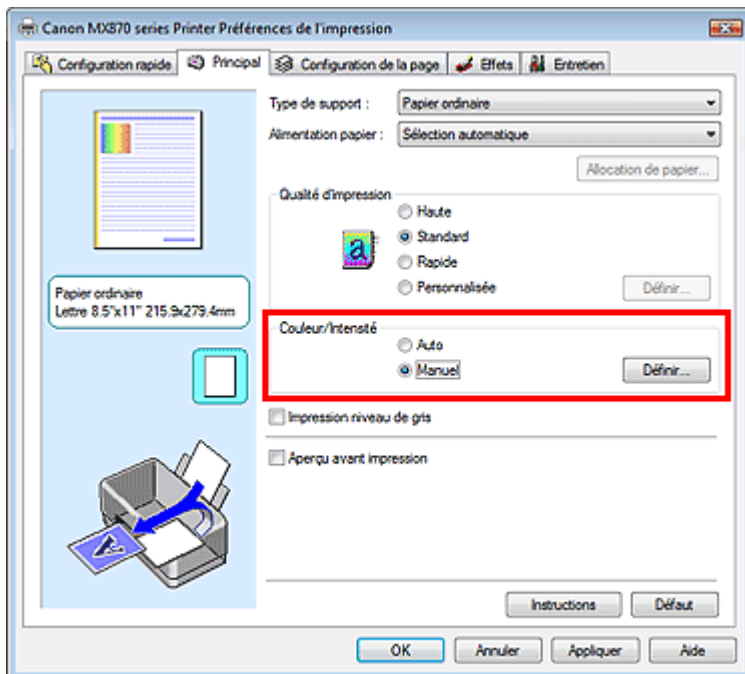 Canon MX870 series Printer Préférences de l'impression
Configuration rapide
Principal
Configuration de la page
Effets
Entretien
Type de support :
Papier ordinaire
Alimentation papier :
Sélection automatique
Allocation de papier...
Qualité d'impression
Haute
Standard
Rapide
Personnalisée
Définir...
Papier ordinaire
Lettre 8.5"x11" 215.9x279.4mm
Couleur/Intensité
Auto
Manuel
Définir...
Impression niveau de gris
Aperçu avant impression
Instructions
Défaut
OK
Annuler
Appliquer
Aide